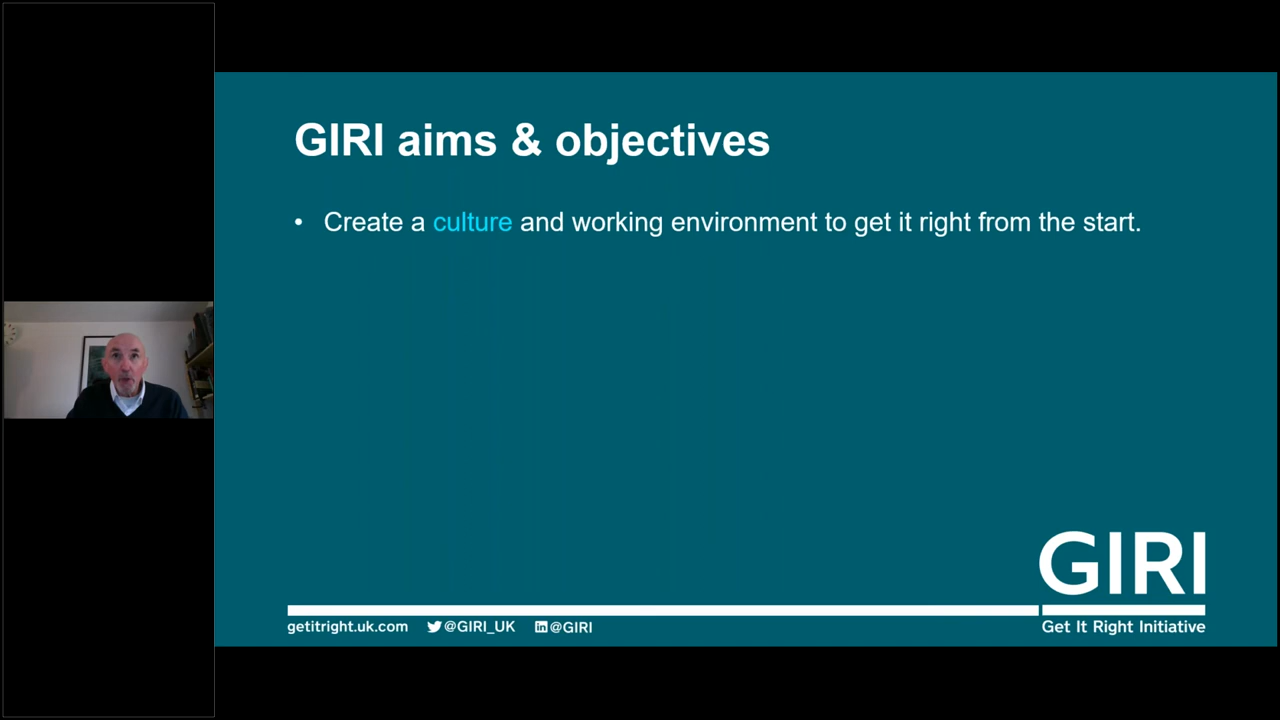 GIRI aims & objectives
• Create a culture and working environment to get it right from the start.
GIRI
getitright.uk.com @GIRI_UK @GIRI
Get It Right Initiative